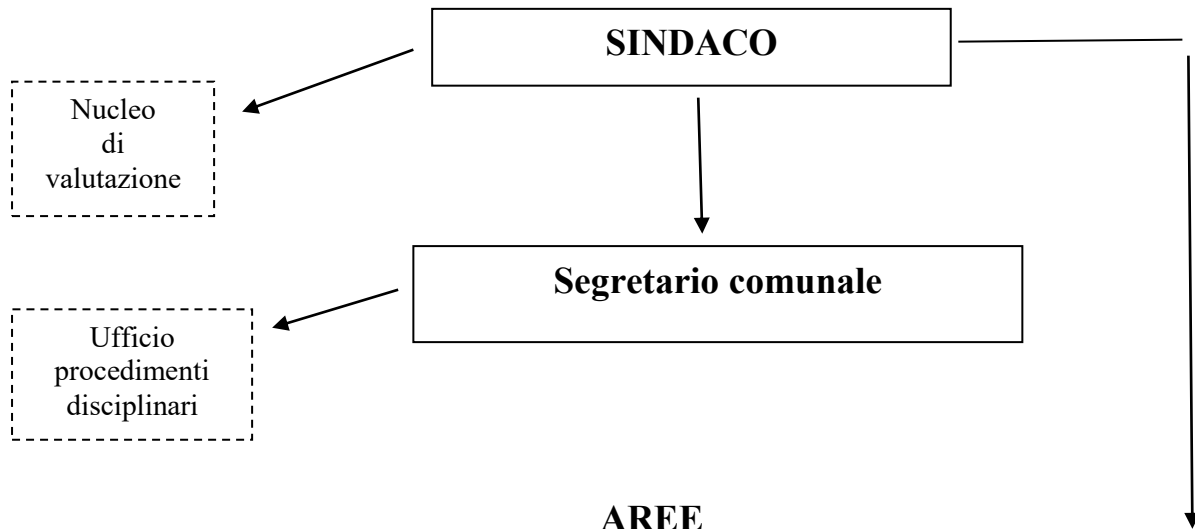 SINDACO
Nucleo
di
valutazione
Segretario comunale
Ufficio
procedimenti
disciplinari
AREE